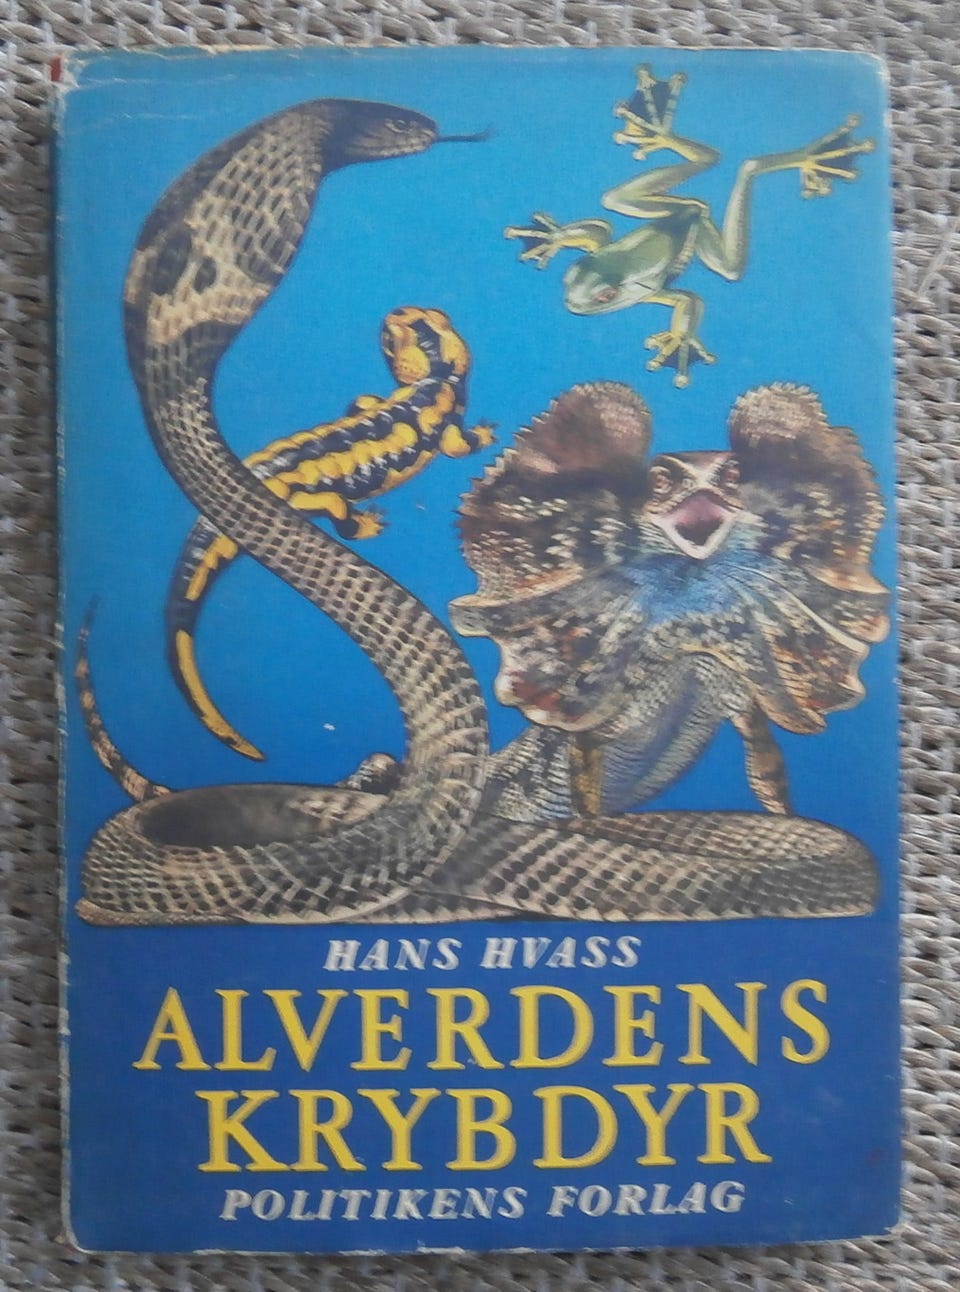 HANS HVASS
ALVERDENS
KRYBDYR
POLITIKENS FORLAG